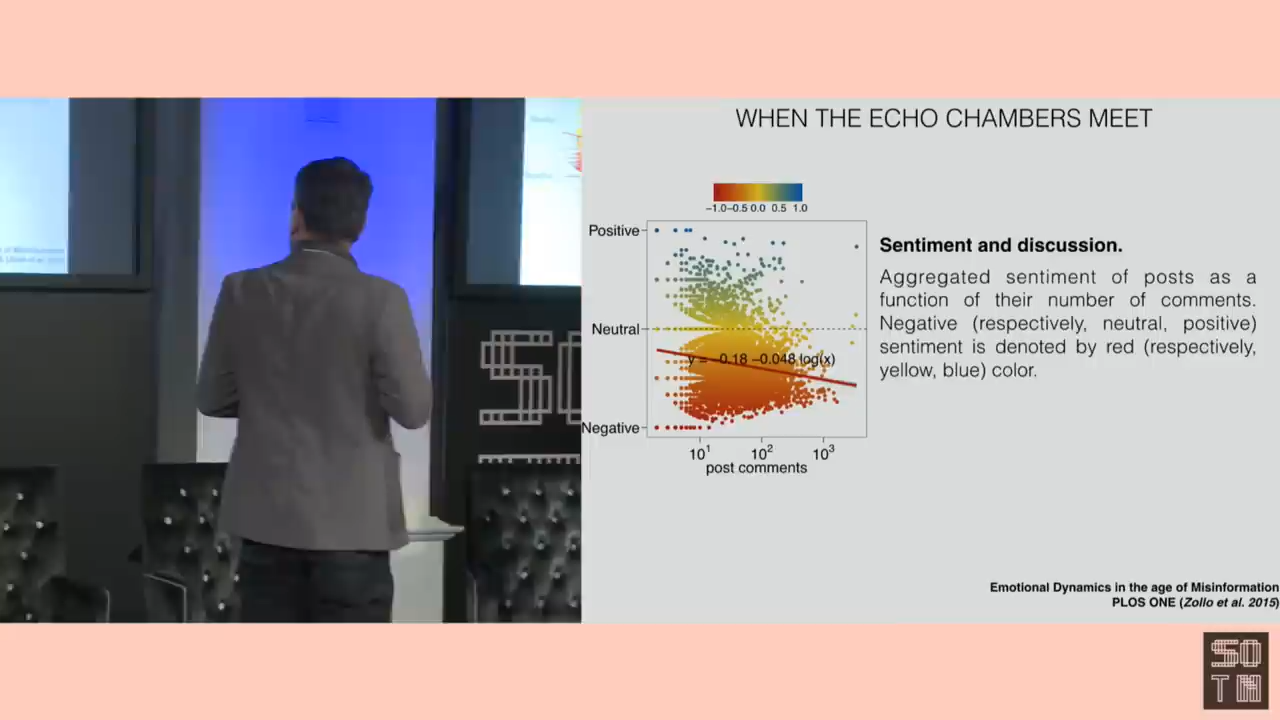 WHEN THE ECHO CHAMBERS MEET
−1.0−0.5 0.0 0.5 1.0
Positive
Neutral
Negative
y = −0.18 −0.048 log(x)
10¹ 10² 10³
post comments
Sentiment and discussion.
Aggregated sentiment of posts as a
function of their number of comments.
Negative (respectively, neutral, positive)
sentiment is denoted by red (respectively,
yellow, blue) color.
Emotional Dynamics in the age of Misinformation
PLOS ONE (Zollo et al. 2015)
SO
SO
TM